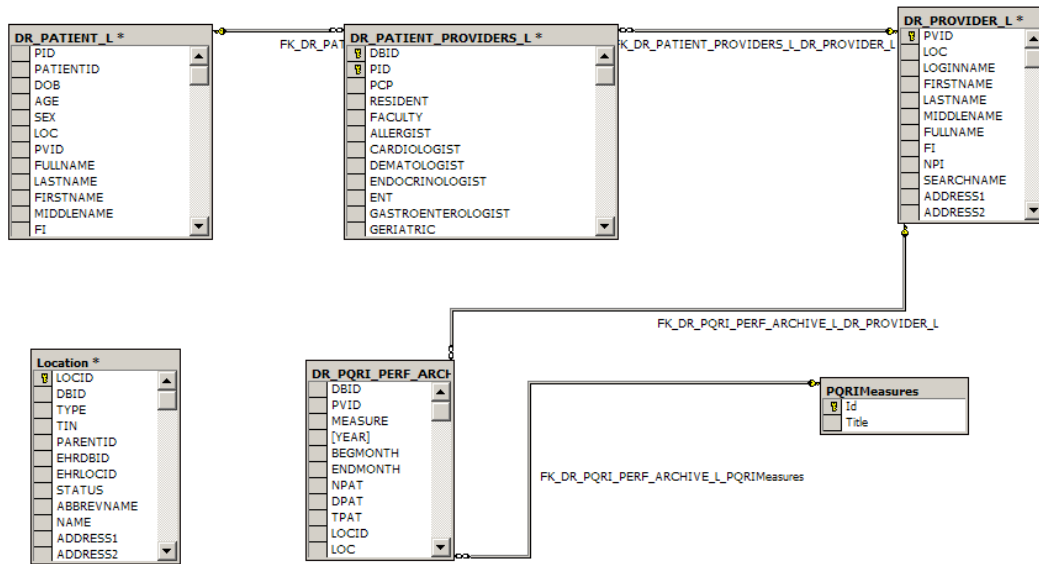 DR_PATIENT_L *
PID
PATIENTID
DOB
AGE
SEX
LOC
PVID
FULLNAME
LASTNAME
FIRSTNAME
MIDDLENAME
FI
FK_DR_PAT
DR_PATIENT_PROVIDERS_L *
DBID
PID
PCP
RESIDENT
FACULTY
ALLERGIST
CARDIOLOGIST
DEMATOLOGIST
ENDOCRINOLOGIST
ENT
GASTROENTEROLOGIST
GERIATRIC
FK_DR_PATIENT_PROVIDERS_L_DR_PROVIDER_L
DR_PROVIDER_L *
PVID
LOC
LOGINNAME
FIRSTNAME
LASTNAME
MIDDLENAME
FULLNAME
FI
NPI
SEARCHNAME
ADDRESS1
ADDRESS2
FK_DR_PQRI_PERF_ARCHIVE_L_DR_PROVIDER_L
Location *
LOCID
DBID
TYPE
TIN
PARENTID
EHRDBID
EHRLOCID
STATUS
ABBREVNAME
NAME
ADDRESS1
ADDRESS2
DR_PQRI_PERF_ARCH
DBID
PVID
MEASURE
[YEAR]
BEGMONTH
ENDMONTH
NPAT
DPAT
TPAT
LOCID
LOC
FK_DR_PQRI_PERF_ARCHIVE_L_PQRIMeasures
PQRIMeasures
Id
Title